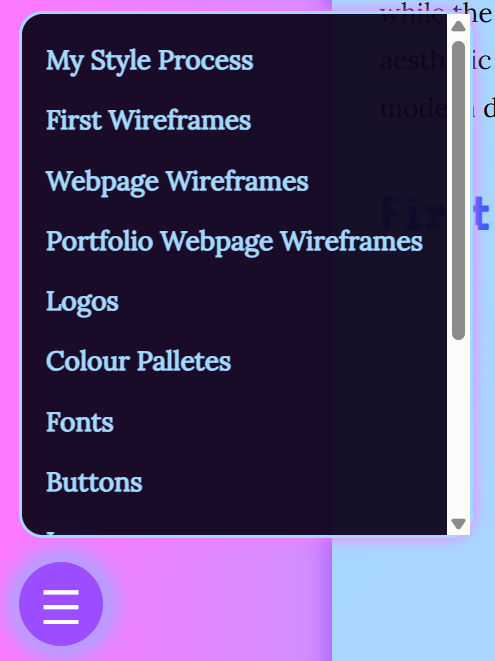 while the
My Style Process
aesthetic
First Wireframes
modern d
Webpage Wireframes
First
Portfolio Webpage Wireframes
Logos
Colour Palletes
Fonts
Buttons